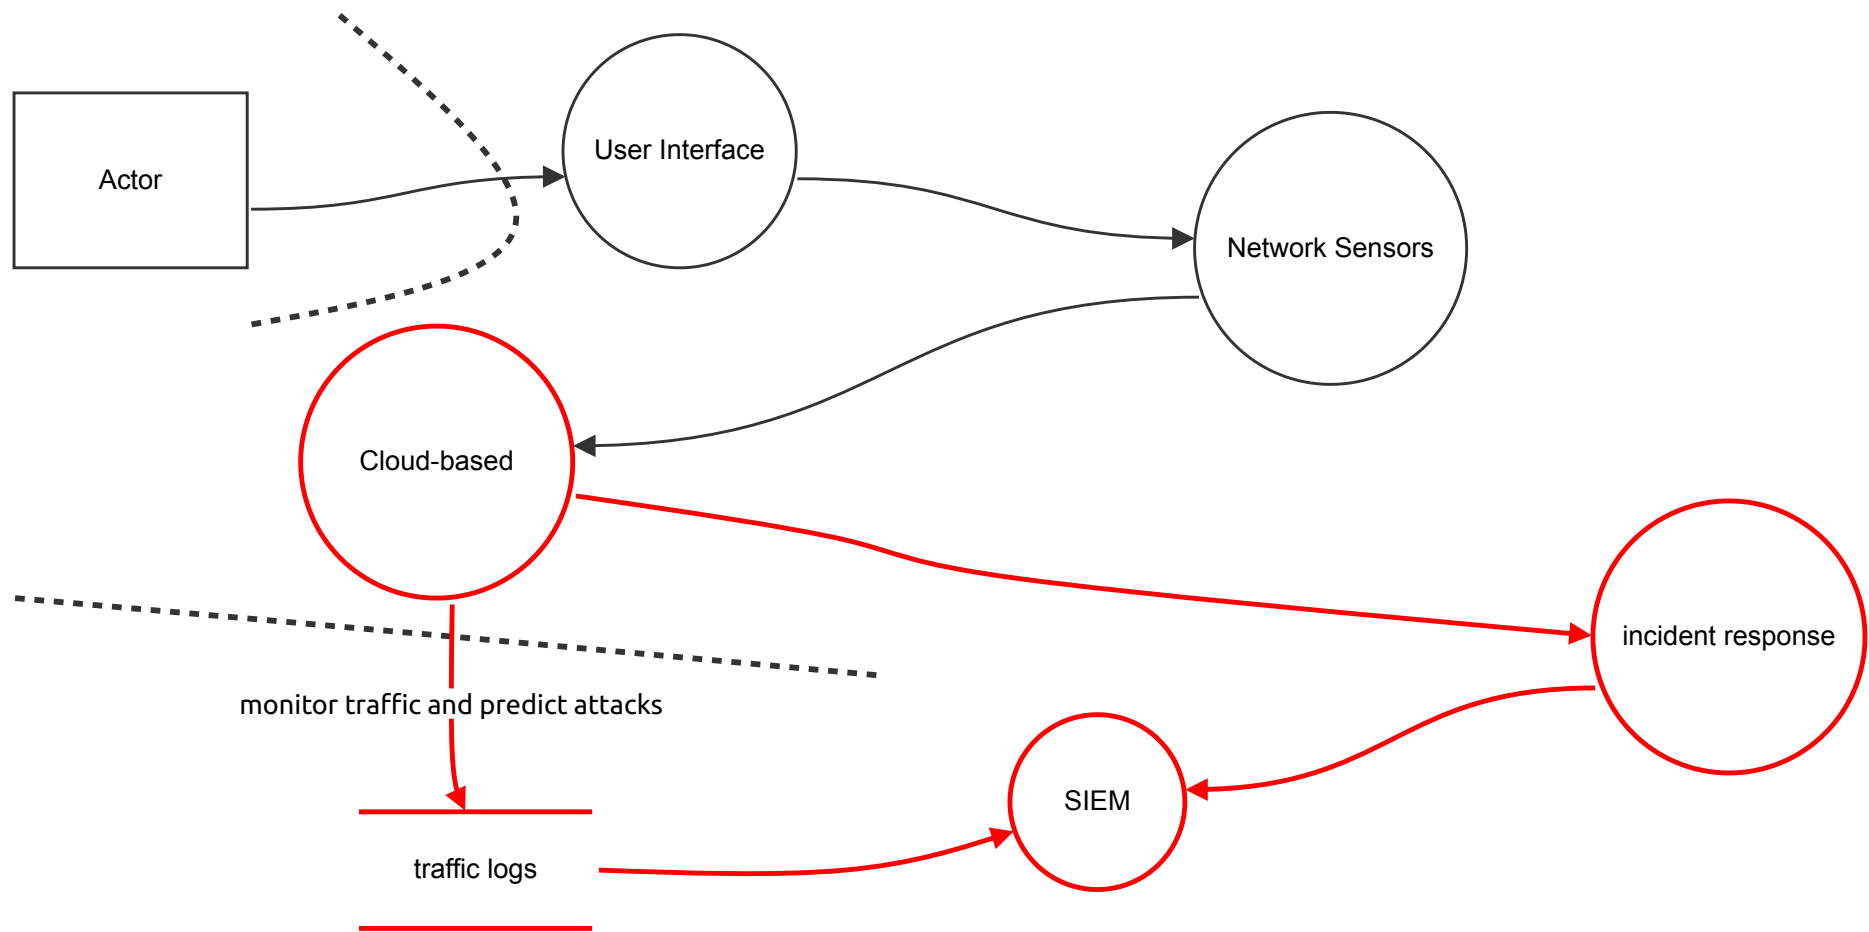 User Interface
Actor
Network Sensors
Cloud-based
incident response
monitor traffic and predict attacks
SIEM
traffic logs